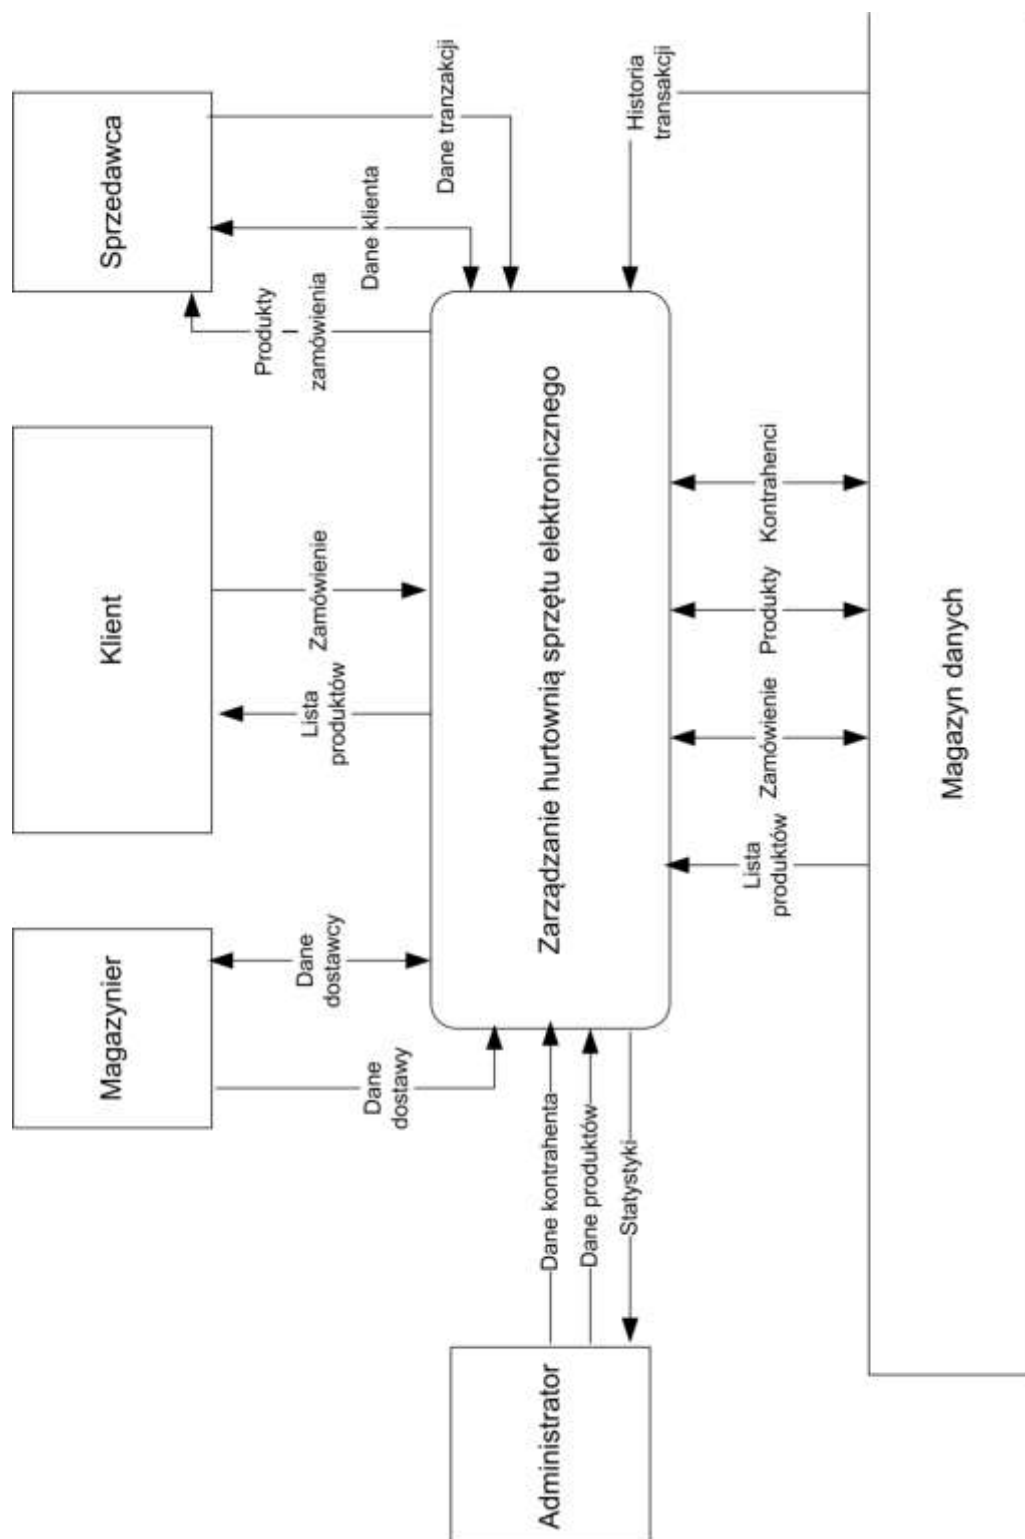 Magazynier
Klient
Sprzedawca
Dane
dostawy
Dane
dostawcy
Lista
produktów
Zamówienie
Produkty
zamówienia
Dane klienta
Dane tranzakcji
Administrator
Dane kontrahenta
Dane produktów
Statystyki
Zarządzanie hurtownią sprzętu elektronicznego
Historia
transakcji
Lista
produktów
Zamówienie
Produkty
Kontrahenci
Magazyn danych